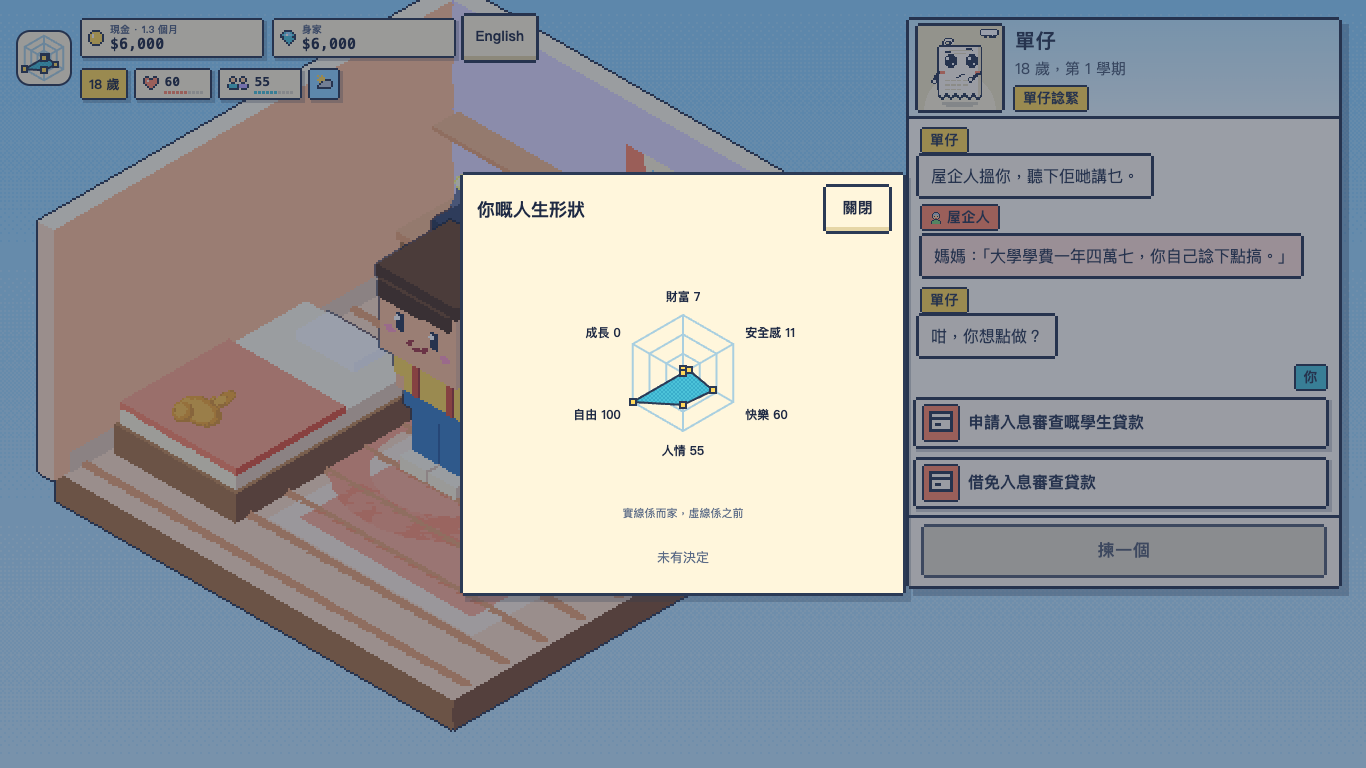 現金 · 1.3 個月
$6,000
身家
$6,000
English
18 歲
60
55
單仔
18 歲，第 1 學期
單仔諗緊
單仔
屋企人搵你，聽下佢哋講乜。
屋企人
媽媽：「大學學費一年四萬七，你自己諗下點搞。」
單仔
咁，你想點做？
你
申請入息審查嘅學生貸款
借免入息審查貸款
揀一個
你嘅人生形狀
關閉
財富 7
成長 0
安全感 11
自由 100
快樂 60
人情 55
實線係而家，虛線係之前
未有決定